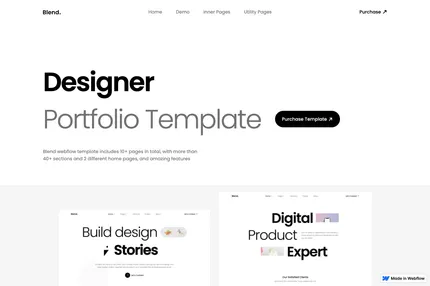 Blend.
Home Demo Inner Pages Utility Pages
Purchase ↗
Designer
Portfolio Template
Purchase Template ↗
Blend webflow template includes 10+ pages in total, with more than
40+ sections and 2 different home pages, and amazing features
Build design
Stories
Digital
Product
Expert
Made in Webflow